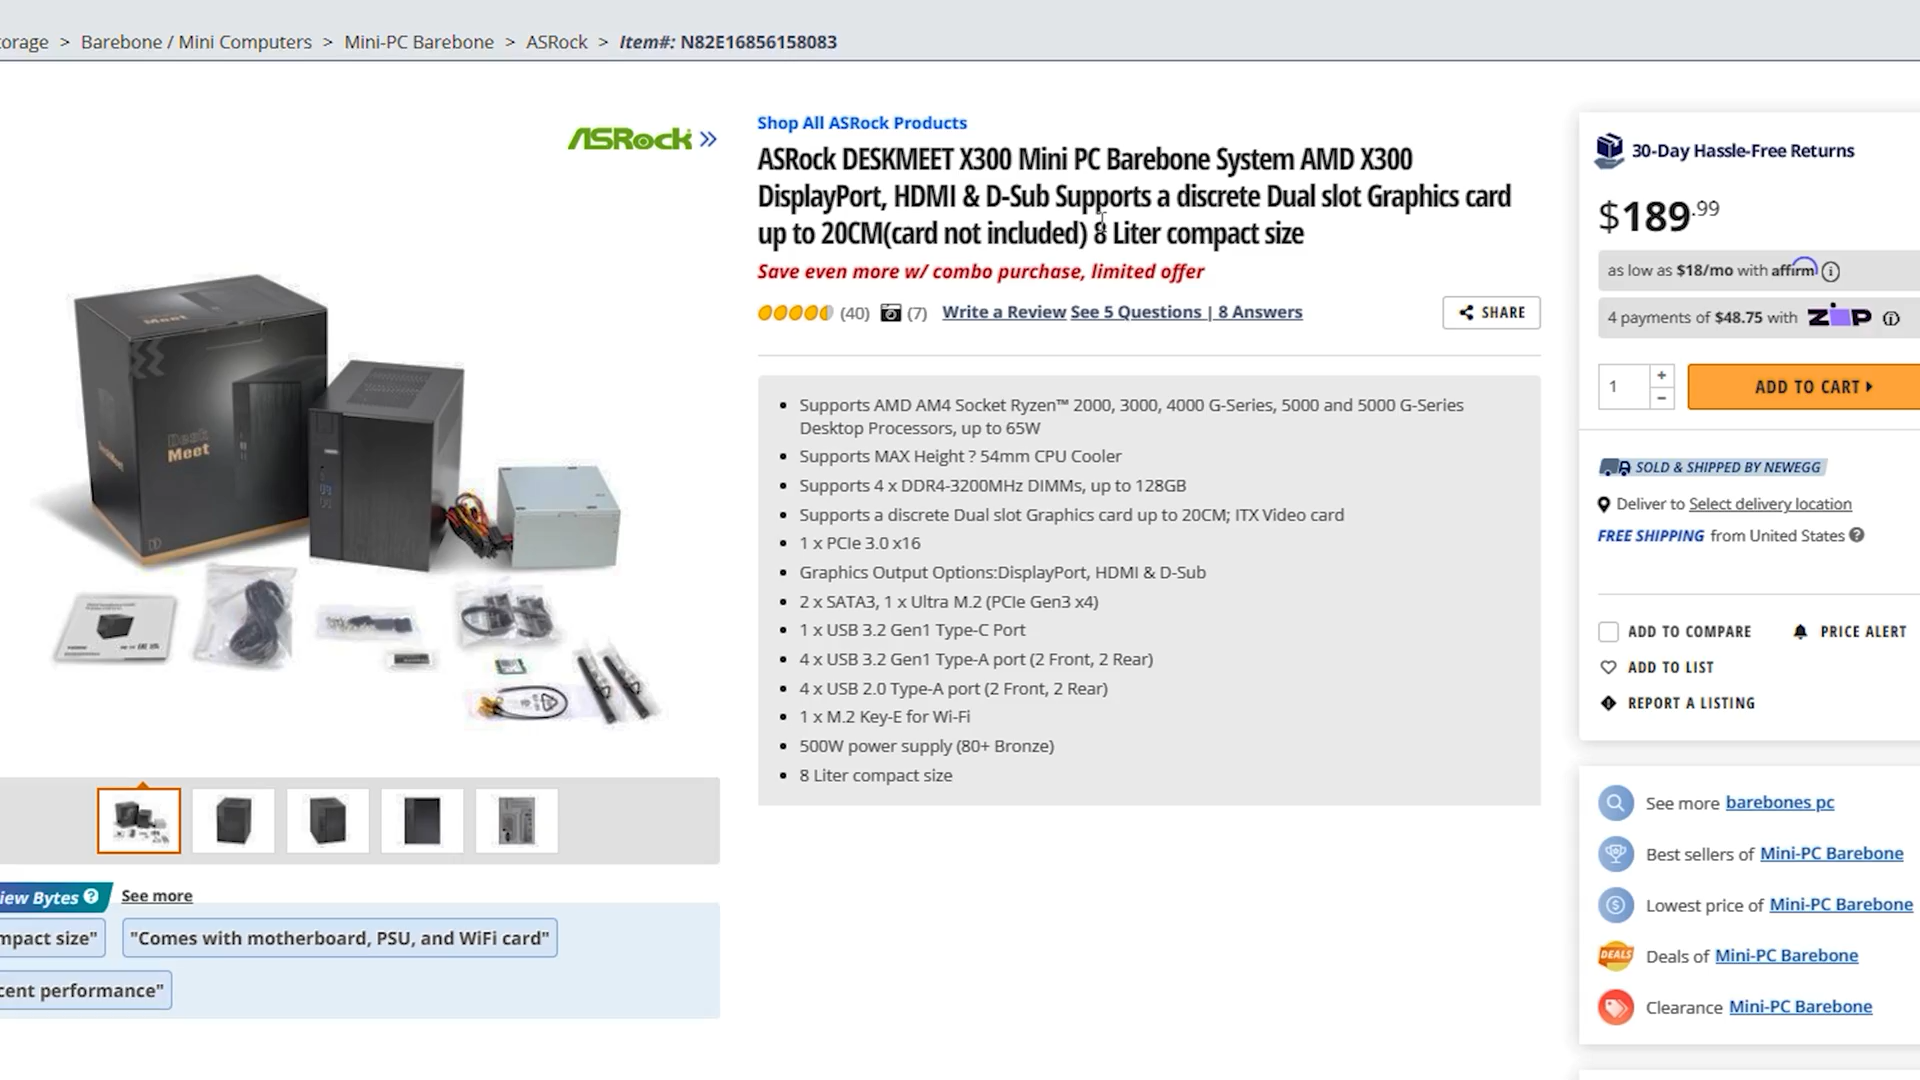 orage > Barebone / Mini Computers > Mini-PC Barebone > ASRock > Item#: N82E16856158083
ASRock
Shop All ASRock Products
ASRock DESKMEET X300 Mini PC Barebone System AMD X300
DisplayPort, HDMI & D-Sub Supports a discrete Dual slot Graphics card
up to 20CM(card not included) 8 Liter compact size
Save even more w/ combo purchase, limited offer
(40) (7) Write a Review See 5 Questions | 8 Answers
SHARE
Supports AMD AM4 Socket Ryzen™ 2000, 3000, 4000 G-Series, 5000 and 5000 G-Series
Desktop Processors, up to 65W
Supports MAX Height ? 54mm CPU Cooler
Supports 4 x DDR4-3200MHz DIMMs, up to 128GB
Supports a discrete Dual slot Graphics card up to 20CM; ITX Video card
1 x PCIe 3.0 x16
Graphics Output Options:DisplayPort, HDMI & D-Sub
2 x SATA3, 1 x Ultra M.2 (PCIe Gen3 x4)
1 x USB 3.2 Gen1 Type-C Port
4 x USB 3.2 Gen1 Type-A port (2 Front, 2 Rear)
4 x USB 2.0 Type-A port (2 Front, 2 Rear)
1 x M.2 Key-E for Wi-Fi
500W power supply (80+ Bronze)
8 Liter compact size
Desk
Meet
iew Bytes ? See more
mpact size"
"Comes with motherboard, PSU, and WiFi card"
cent performance"
30-Day Hassle-Free Returns
$189.99
as low as $18/mo with affirm
4 payments of $48.75 with ZIP
1 + −
ADD TO CART
SOLD & SHIPPED BY NEWEGG
Deliver to Select delivery location
FREE SHIPPING from United States ?
ADD TO COMPARE
PRICE ALERT
ADD TO LIST
REPORT A LISTING
See more barebones pc
Best sellers of Mini-PC Barebone
Lowest price of Mini-PC Barebone
DEALS
Deals of Mini-PC Barebone
Clearance Mini-PC Barebone